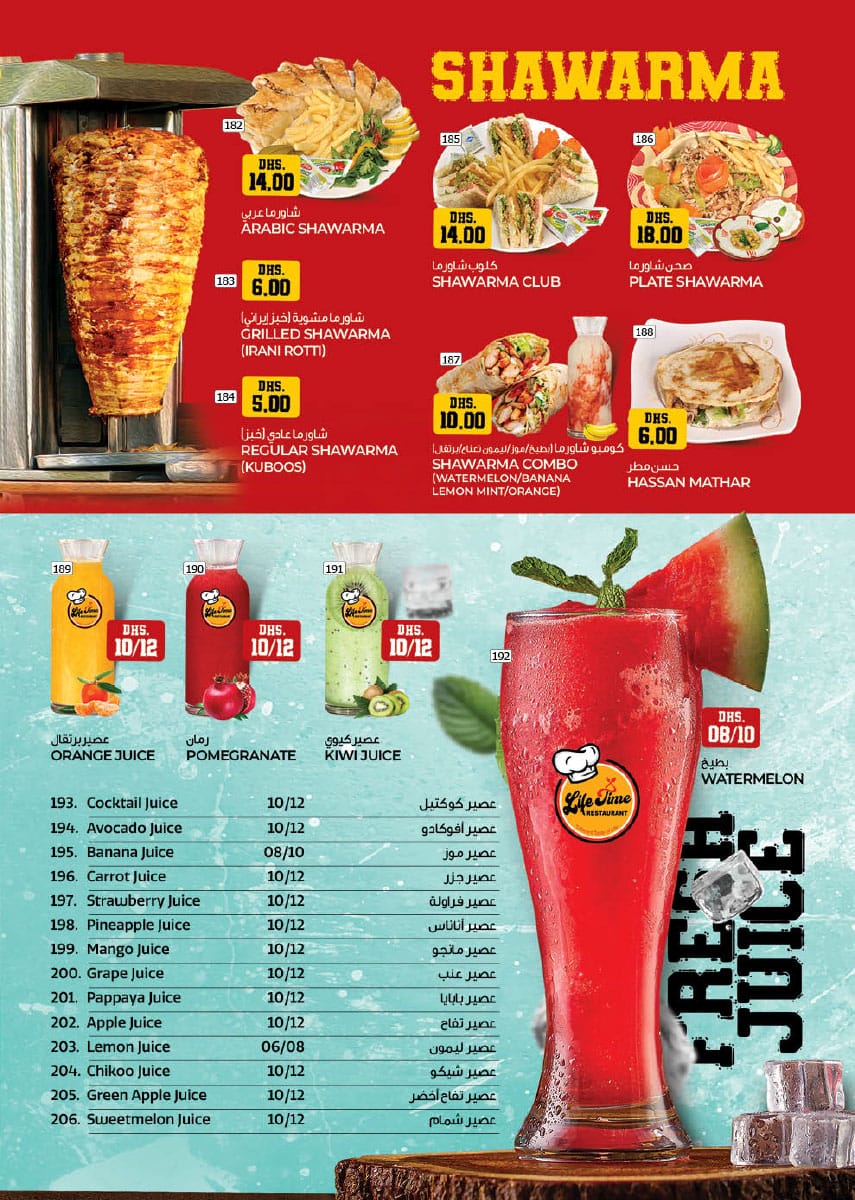 SHAWARMA
182
DHS.
14.00
شاورما عربي
ARABIC SHAWARMA
183
DHS.
6.00
شاورما مشوية (خبز إيراني)
GRILLED SHAWARMA
(IRANI ROTTI)
184
DHS.
5.00
شاورما عادي (خبز)
REGULAR SHAWARMA
(KUBOOS)
185
DHS.
14.00
كلوب شاورما
SHAWARMA CLUB
186
DHS.
18.00
صحن شاورما
PLATE SHAWARMA
187
DHS.
10.00
كومبو شاورما (بطيخ/موز/ليمون نعناع/برتقال)
SHAWARMA COMBO
(WATERMELON/BANANA
LEMON MINT/ORANGE)
188
DHS.
6.00
حسن مطر
HASSAN MATHAR
189
Life Time
RESTAURANT
DHS.
10/12
عصير برتقال
ORANGE JUICE
190
Life Time
RESTAURANT
DHS.
10/12
رمان
POMEGRANATE
191
Life Time
RESTAURANT
DHS.
10/12
عصير كيوي
KIWI JUICE
192
Life Time
RESTAURANT
DHS.
08/10
بطيخ
WATERMELON
FRESH
JUICE
193. Cocktail Juice 10/12 عصير كوكتيل
194. Avocado Juice 10/12 عصير أفوكادو
195. Banana Juice 08/10 عصير موز
196. Carrot Juice 10/12 عصير جزر
197. Strawberry Juice 10/12 عصير فراولة
198. Pineapple Juice 10/12 عصير أناناس
199. Mango Juice 10/12 عصير مانجو
200. Grape Juice 10/12 عصير عنب
201. Pappaya Juice 10/12 عصير بابايا
202. Apple Juice 10/12 عصير تفاح
203. Lemon Juice 06/08 عصير ليمون
204. Chikoo Juice 10/12 عصير شيكو
205. Green Apple Juice 10/12 عصير تفاح أخضر
206. Sweetmelon Juice 10/12 عصير شمام